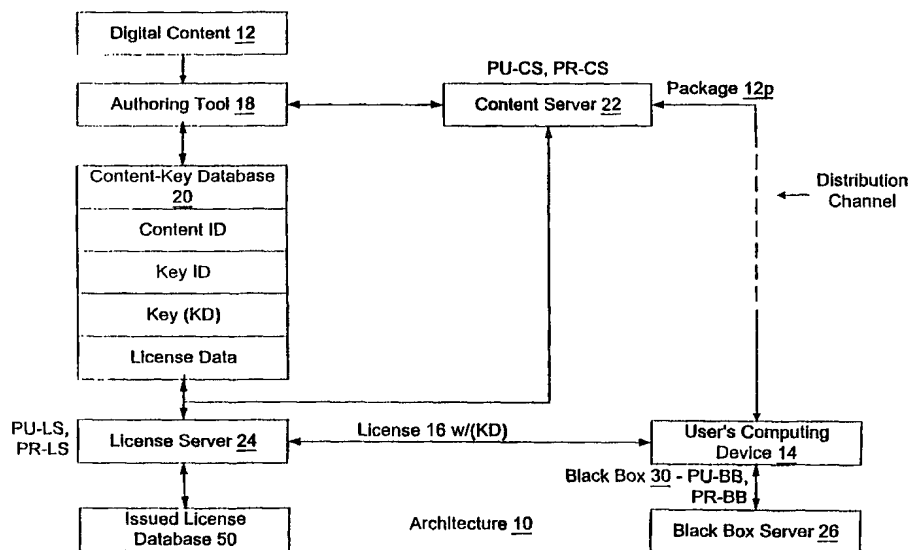 Digital Content 12
PU-CS, PR-CS
Package 12p
Authoring Tool 18
Content Server 22
Content-Key Database
20
Distribution
Channel
Content ID
Key ID
Key (KD)
License Data
PU-LS,
PR-LS
License Server 24
License 16 w/(KD)
User's Computing
Device 14
Black Box 30 - PU-BB,
PR-BB
Issued License
Database 50
Architecture 10
Black Box Server 26